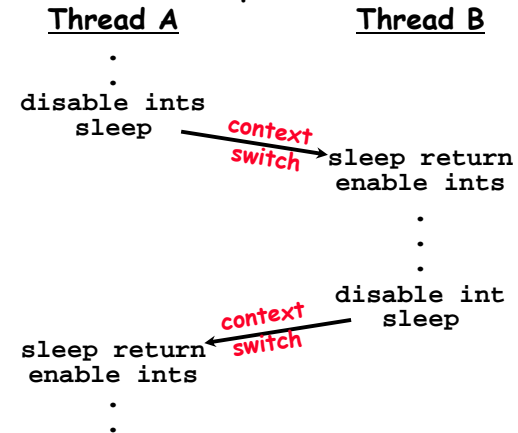 Thread A
Thread B
.
.
disable ints
sleep
context
switch
sleep return
enable ints
.
.
.
disable int
sleep
context
switch
sleep return
enable ints
.
.